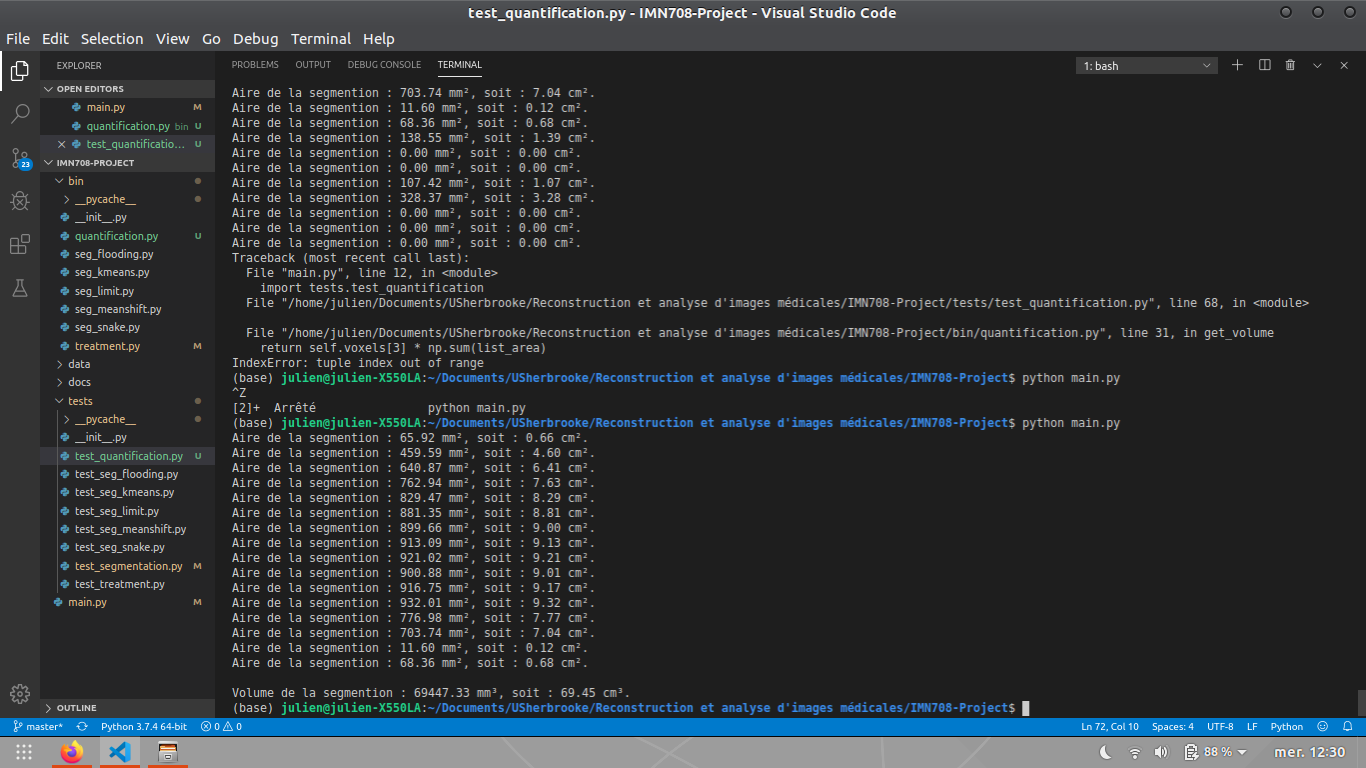 test_quantification.py - IMN708-Project - Visual Studio Code
File Edit Selection View Go Debug Terminal Help
EXPLORER
OPEN EDITORS
main.py M
quantification.py bin U
test_quantificatio... U
IMN708-PROJECT
bin
__pycache__
__init__.py
quantification.py U
seg_flooding.py
seg_kmeans.py
seg_limit.py
seg_meanshift.py
seg_snake.py
treatment.py M
data
docs
tests
__pycache__
__init__.py
test_quantification.py U
test_seg_flooding.py
test_seg_kmeans.py
test_seg_limit.py
test_seg_meanshift.py
test_seg_snake.py
test_segmentation.py M
test_treatment.py
main.py M
OUTLINE
23
PROBLEMS OUTPUT DEBUG CONSOLE TERMINAL
1: bash
Aire de la segmention : 703.74 mm², soit : 7.04 cm².
Aire de la segmention : 11.60 mm², soit : 0.12 cm².
Aire de la segmention : 68.36 mm², soit : 0.68 cm².
Aire de la segmention : 138.55 mm², soit : 1.39 cm².
Aire de la segmention : 0.00 mm², soit : 0.00 cm².
Aire de la segmention : 0.00 mm², soit : 0.00 cm².
Aire de la segmention : 107.42 mm², soit : 1.07 cm².
Aire de la segmention : 328.37 mm², soit : 3.28 cm².
Aire de la segmention : 0.00 mm², soit : 0.00 cm².
Aire de la segmention : 0.00 mm², soit : 0.00 cm².
Aire de la segmention : 0.00 mm², soit : 0.00 cm².
Traceback (most recent call last):
File "main.py", line 12, in <module>
import tests.test_quantification
File "/home/julien/Documents/USherbrooke/Reconstruction et analyse d'images médicales/IMN708-Project/tests/test_quantification.py", line 68, in <module>
File "/home/julien/Documents/USherbrooke/Reconstruction et analyse d'images médicales/IMN708-Project/bin/quantification.py", line 31, in get_volume
return self.voxels[3] * np.sum(list_area)
IndexError: tuple index out of range
(base) julien@julien-X550LA:~/Documents/USherbrooke/Reconstruction et analyse d'images médicales/IMN708-Project$ python main.py
^Z
[2]+ Arrêté python main.py
(base) julien@julien-X550LA:~/Documents/USherbrooke/Reconstruction et analyse d'images médicales/IMN708-Project$ python main.py
Aire de la segmention : 65.92 mm², soit : 0.66 cm².
Aire de la segmention : 459.59 mm², soit : 4.60 cm².
Aire de la segmention : 640.87 mm², soit : 6.41 cm².
Aire de la segmention : 762.94 mm², soit : 7.63 cm².
Aire de la segmention : 829.47 mm², soit : 8.29 cm².
Aire de la segmention : 881.35 mm², soit : 8.81 cm².
Aire de la segmention : 899.66 mm², soit : 9.00 cm².
Aire de la segmention : 913.09 mm², soit : 9.13 cm².
Aire de la segmention : 921.02 mm², soit : 9.21 cm².
Aire de la segmention : 900.88 mm², soit : 9.01 cm².
Aire de la segmention : 916.75 mm², soit : 9.17 cm².
Aire de la segmention : 932.01 mm², soit : 9.32 cm².
Aire de la segmention : 776.98 mm², soit : 7.77 cm².
Aire de la segmention : 703.74 mm², soit : 7.04 cm².
Aire de la segmention : 11.60 mm², soit : 0.12 cm².
Aire de la segmention : 68.36 mm², soit : 0.68 cm².
Volume de la segmention : 69447.33 mm³, soit : 69.45 cm³.
(base) julien@julien-X550LA:~/Documents/USherbrooke/Reconstruction et analyse d'images médicales/IMN708-Project$
master* Python 3.7.4 64-bit 0 0 Ln 72, Col 10 Spaces: 4 UTF-8 LF Python
88 % mer. 12:30